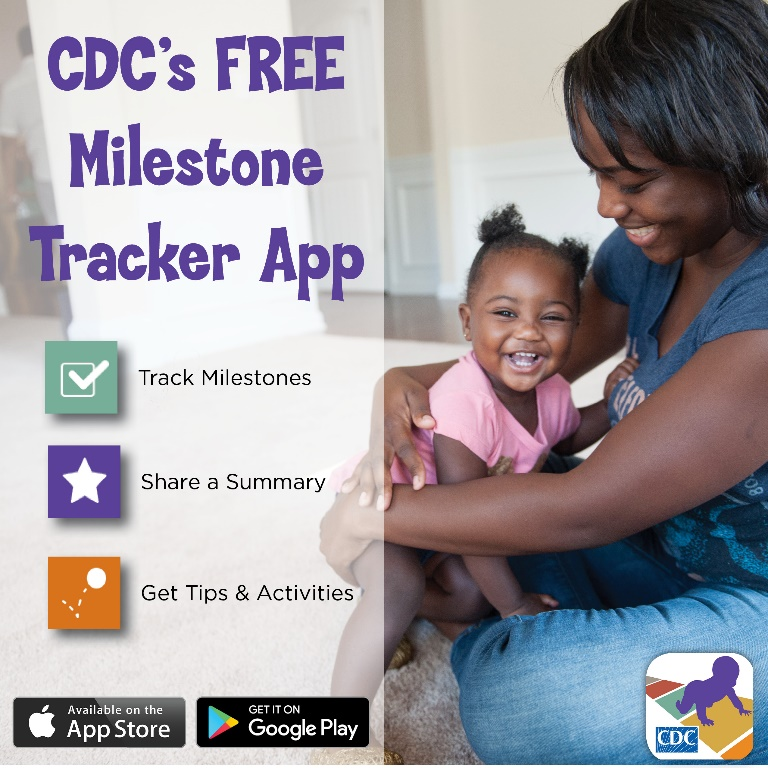 CDC's FREE
Milestone
Tracker App
Track Milestones
Share a Summary
Get Tips & Activities
Available on the
App Store
GET IT ON
Google Play
CDC